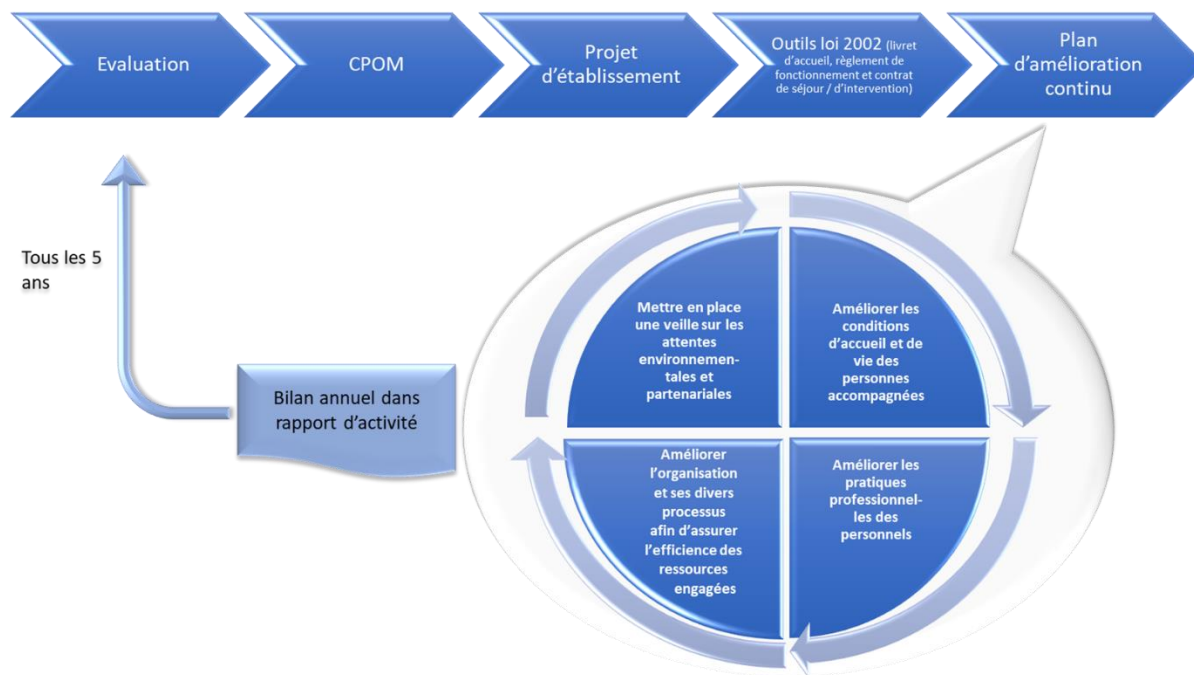 Evaluation
CPOM
Projet
d'établissement
Outils loi 2002 (livret
d'accueil, règlement de
fonctionnement et contrat
de séjour / d'intervention)
Plan
d'amélioration
continu
Tous les 5
ans
Bilan annuel dans
rapport d'activité
Mettre en place
une veille sur les
attentes
environnemen-
tales et
partenariales
Améliorer les
conditions
d'accueil et de
vie des
personnes
accompagnées
Améliorer
l'organisation
et ses divers
processus
afin d'assurer
l'efficience des
ressources
engagées
Améliorer les
pratiques
professionnel-
les des
personnels